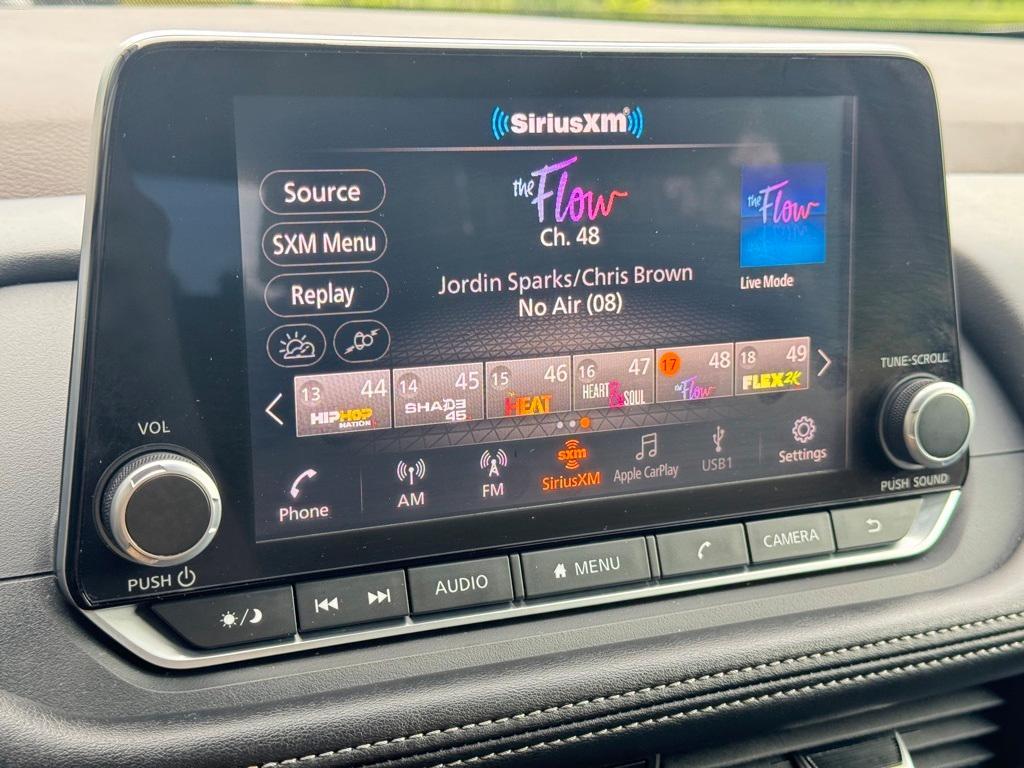 SiriusXM®
the Flow
Ch. 48
Jordin Sparks/Chris Brown
No Air (08)
Source
SXM Menu
Replay
the Flow
Live Mode
13 44 HIPHOP NATION
14 45 SHAD3 45
15 46 HEAT
16 47 HEART & SOUL
17 48 the Flow
18 49 FLEX2K
Phone
AM
FM
sxm
SiriusXM
Apple CarPlay
USB1
Settings
VOL
PUSH
TUNE·SCROLL
PUSH SOUND
AUDIO
MENU
CAMERA